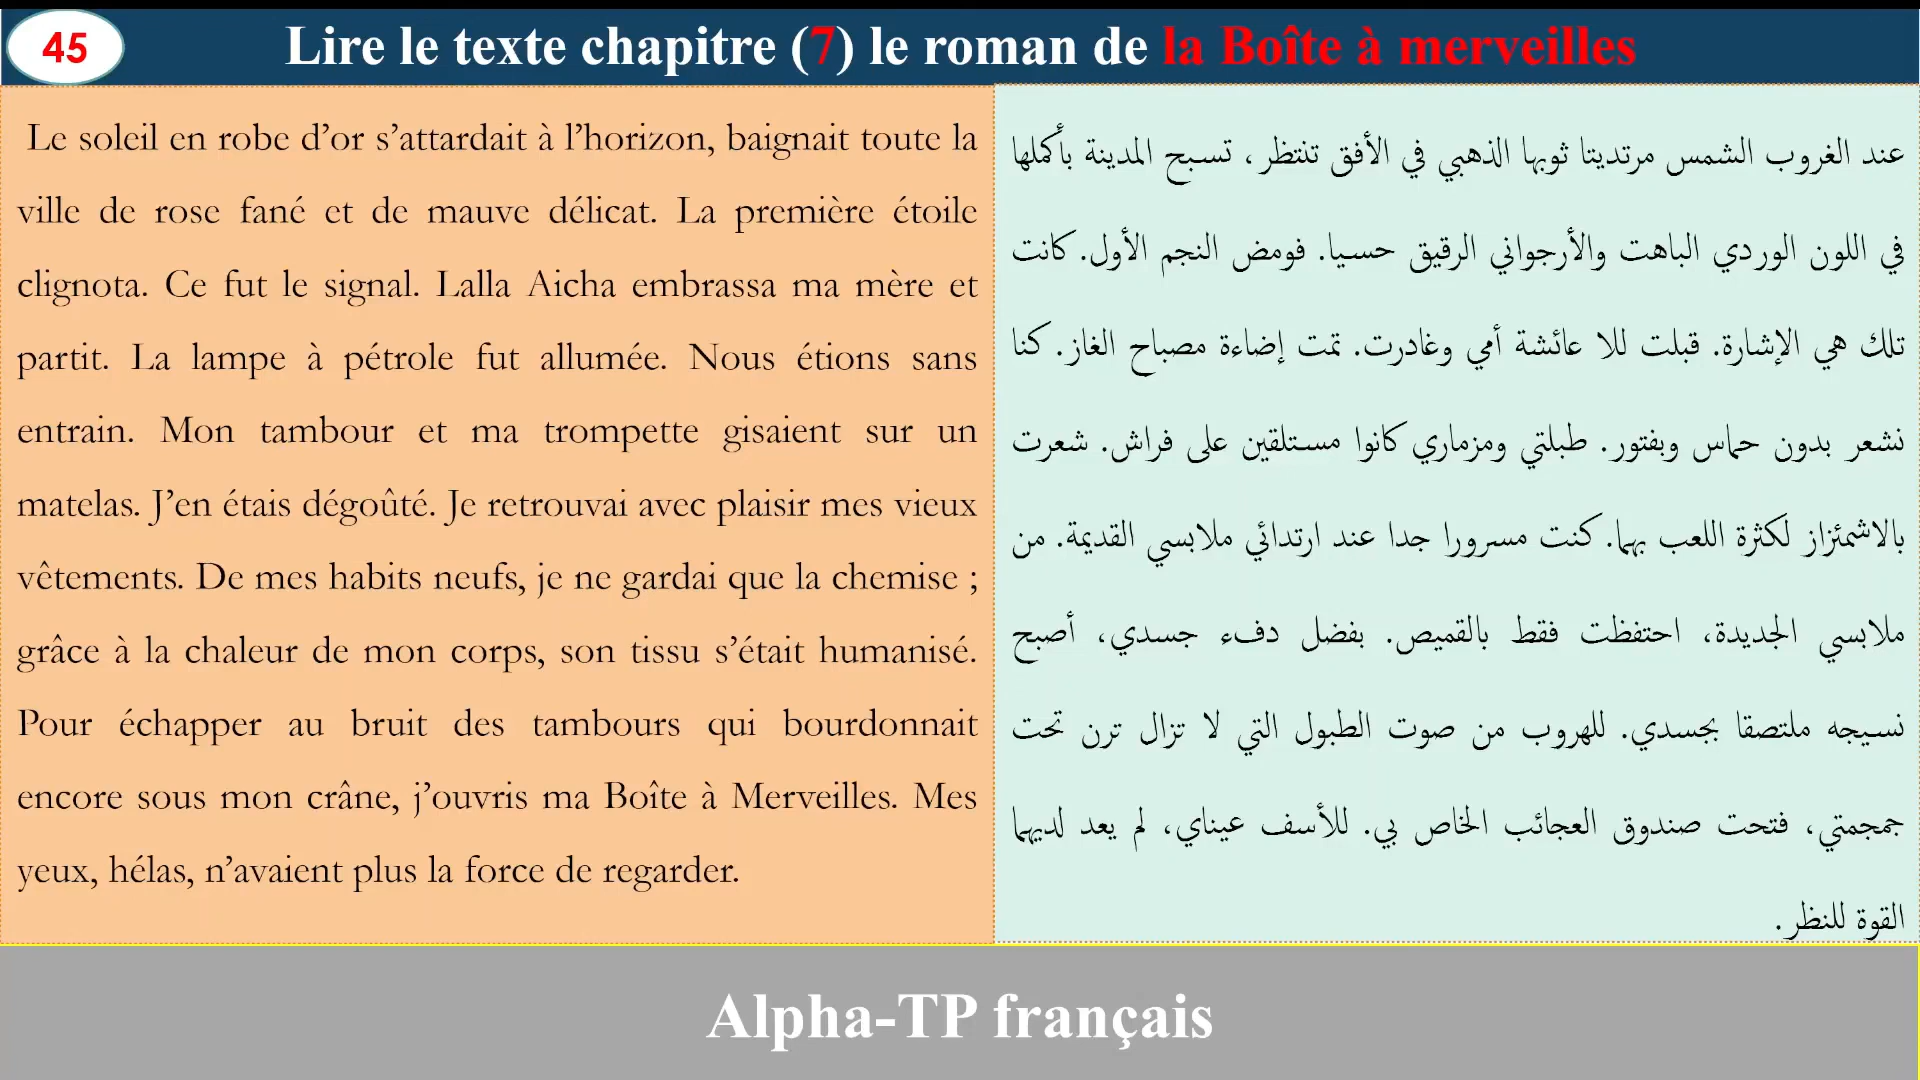 45
Lire le texte chapitre (7) le roman de la Boîte à merveilles
Le soleil en robe d’or s’attardait à l’horizon, baignait toute la
ville de rose fané et de mauve délicat. La première étoile
clignota. Ce fut le signal. Lalla Aicha embrassa ma mère et
partit. La lampe à pétrole fut allumée. Nous étions sans
entrain. Mon tambour et ma trompette gisaient sur un
matelas. J’en étais dégoûté. Je retrouvai avec plaisir mes vieux
vêtements. De mes habits neufs, je ne gardai que la chemise ;
grâce à la chaleur de mon corps, son tissu s’était humanisé.
Pour échapper au bruit des tambours qui bourdonnait
encore sous mon crâne, j’ouvris ma Boîte à Merveilles. Mes
yeux, hélas, n’avaient plus la force de regarder.
عند الغروب الشمس مرتديتا ثوبها الذهبي في الأفق تنتظر، تسبح المدينة بأكملها
في اللون الوردي الباهت والأرجواني الرقيق حسيا. فومض النجم الأول. كانت
تلك هي الإشارة. قبلت للا عائشة أمي وغادرت. تمت إضاءة مصباح الغاز. كنا
نشعر بدون حماس وبفتور. طبلتي ومزماري كانوا مستلقين على فراش. شعرت
بالاشمئزاز لكثرة اللعب بهما. كنت مسرورا جدا عند ارتدائي ملابسي القديمة. من
ملابسي الجديدة، احتفظت فقط بالقميص. بفضل دفء جسدي، أصبح
نسيجه ملتصقا بجسدي. للهروب من صوت الطبول التي لا تزال ترن تحت
جمجمتي، فتحت صندوق العجائب الخاص بي. للأسف عيناي، لم يعد لديهما
القوة للنظر.
Alpha-TP français